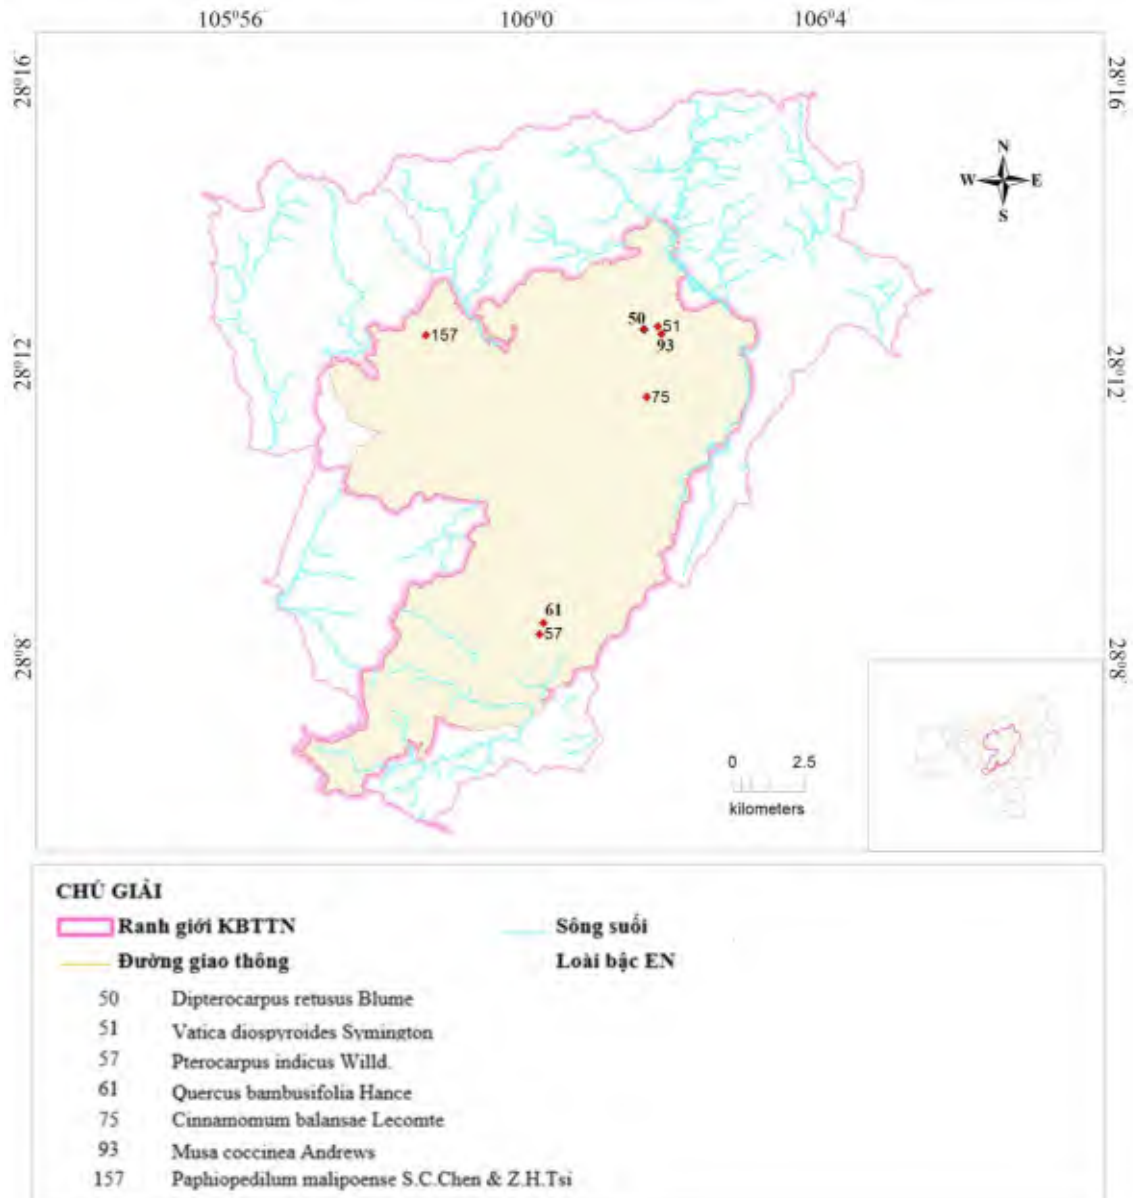 105°56' 106°0' 106°4'
28°16' 28°16'
N
W E
S
50 51
93
157
28°12' 28°12'
75
61
57
28°8' 28°8'
0 2.5
kilometers
CHÚ GIẢI
Ranh giới KBTTN Sông suối
Đường giao thông Loài bậc EN
50 Dipterocarpus retusus Blume
51 Vatica diospyroides Symington
57 Pterocarpus indicus Willd.
61 Quercus bambusifolia Hance
75 Cinnamomum balansae Lecomte
93 Musa coccinea Andrews
157 Paphiopedilum malipoense S.C.Chen & Z.H.Tsi